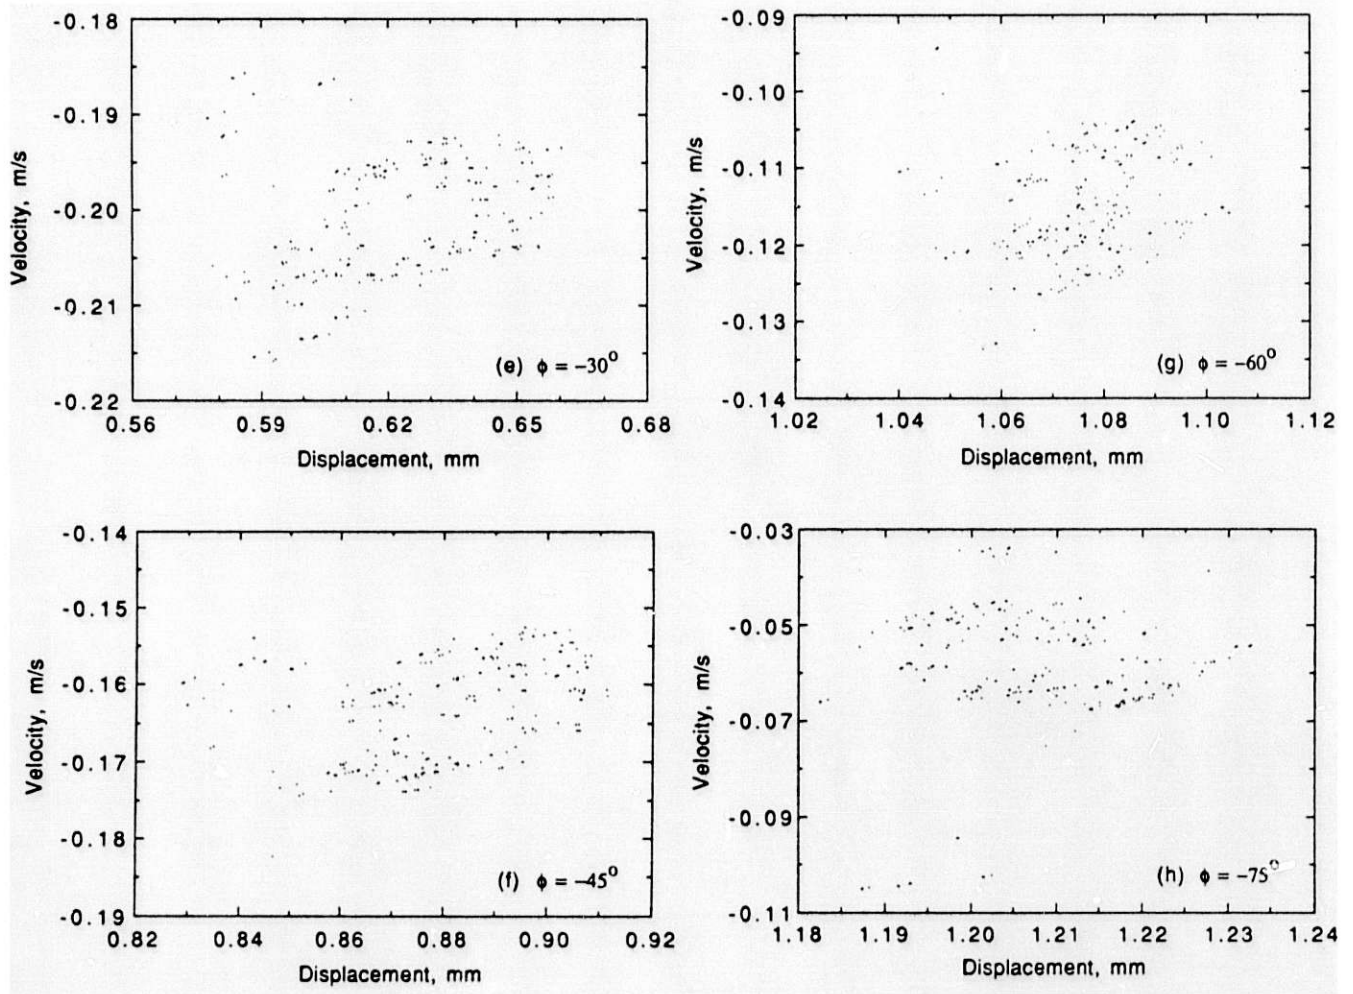 -0.18
-0.19
-0.20
-0.21
-0.22
Velocity, m/s
(e) ϕ = −30°
0.56 0.59 0.62 0.65 0.68
Displacement, mm
-0.09
-0.10
-0.11
-0.12
-0.13
-0.14
Velocity, m/s
(g) ϕ = −60°
1.02 1.04 1.06 1.08 1.10 1.12
Displacement, mm
-0.14
-0.15
-0.16
-0.17
-0.18
-0.19
Velocity, m/s
(f) ϕ = −45°
0.82 0.84 0.86 0.88 0.90 0.92
Displacement, mm
-0.03
-0.05
-0.07
-0.09
-0.11
Velocity, m/s
(h) ϕ = −75°
1.18 1.19 1.20 1.21 1.22 1.23 1.24
Displacement, mm